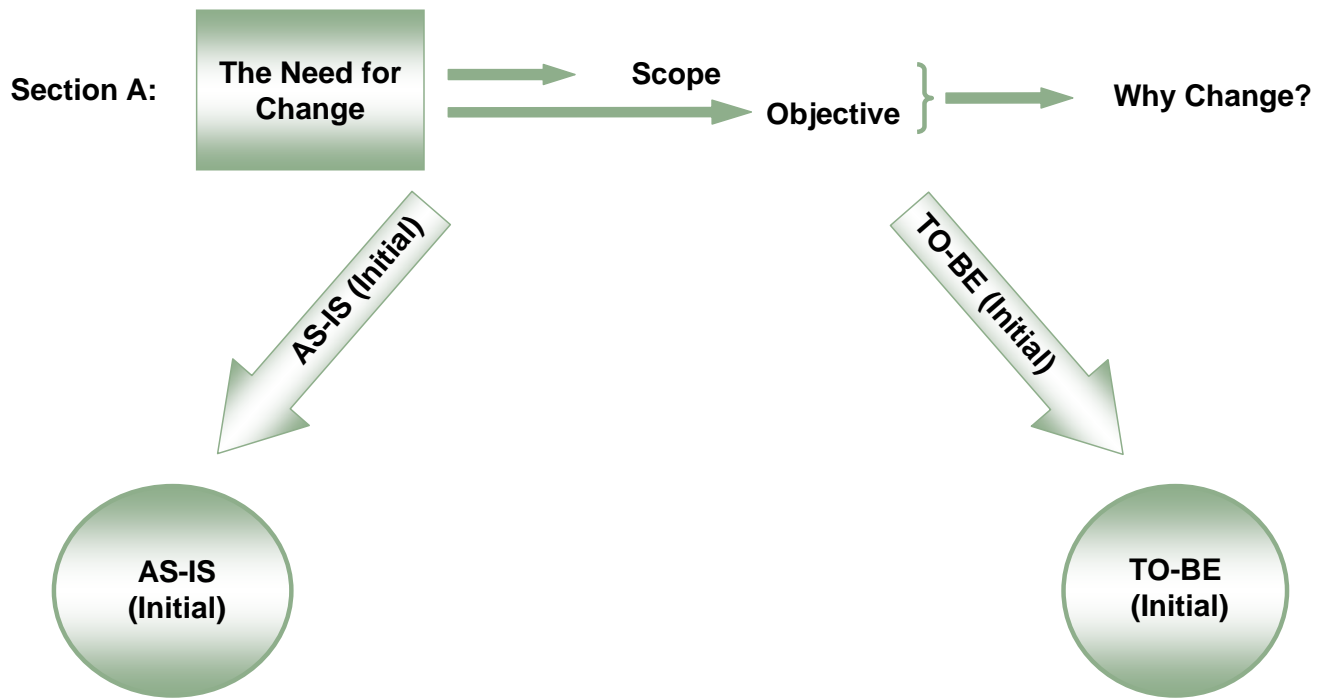 Section A:
The Need for
Change
Scope
Objective
Why Change?
AS-IS (Initial)
TO-BE (Initial)
AS-IS
(Initial)
TO-BE
(Initial)